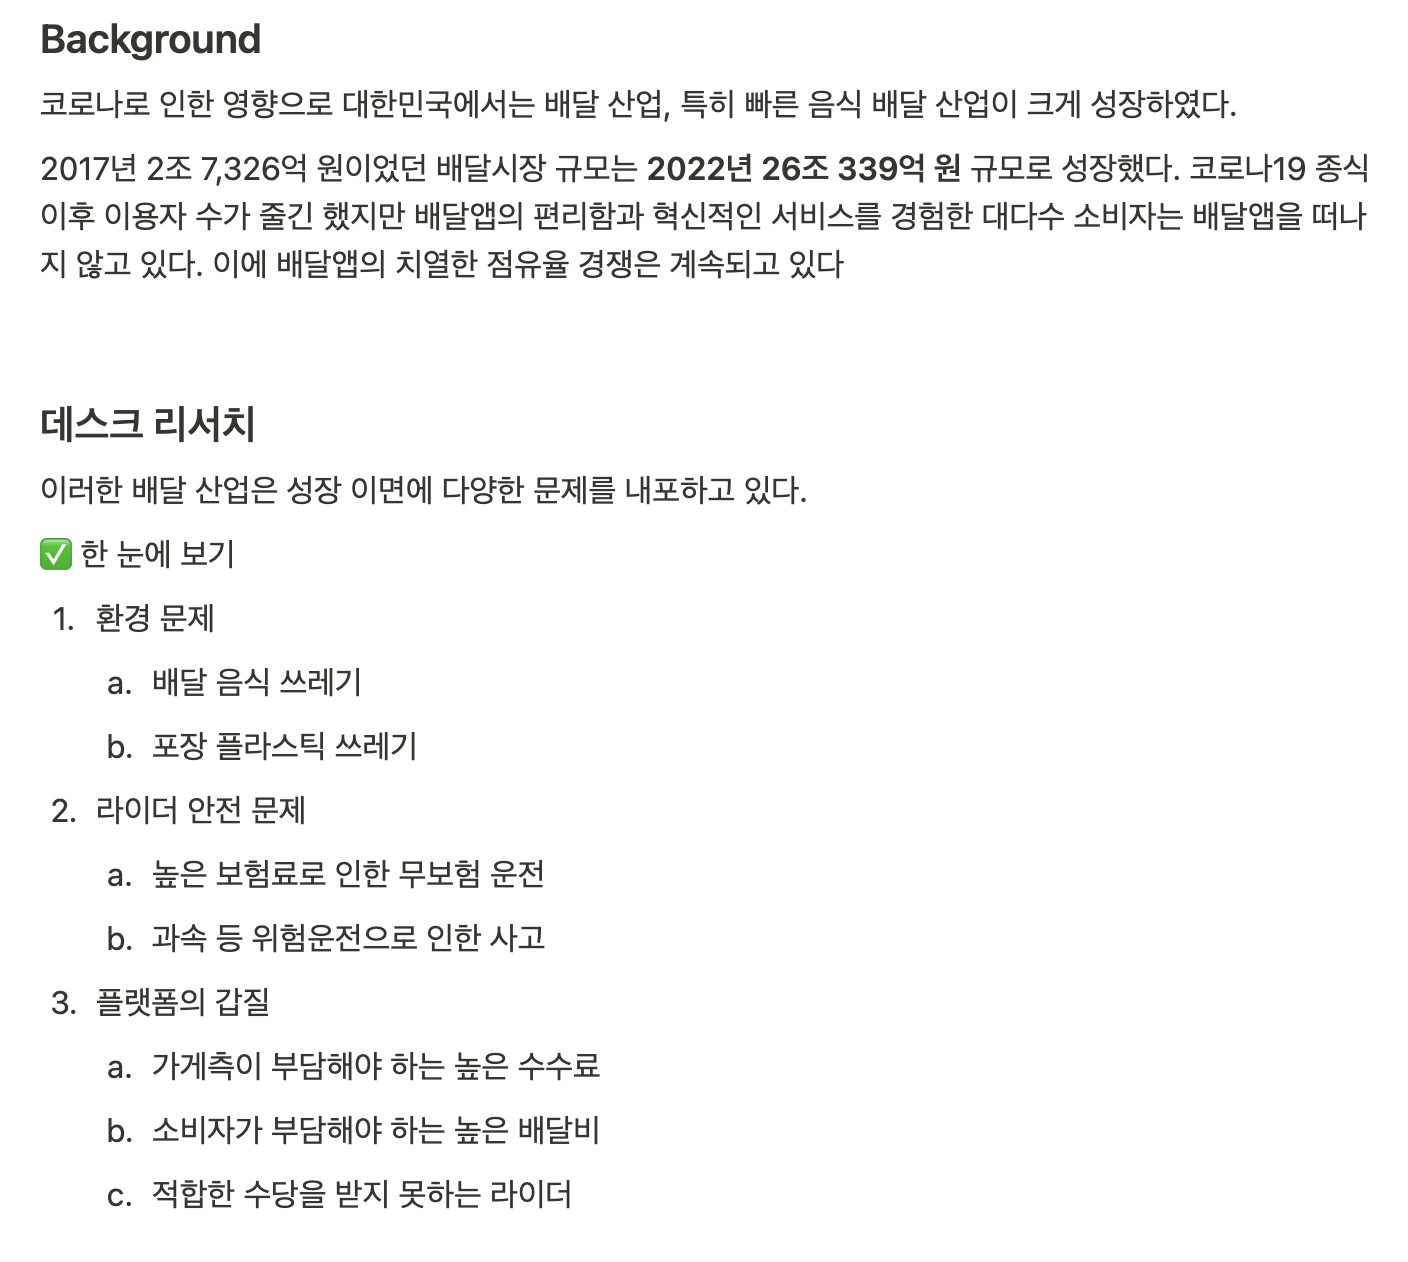 Background
코로나로 인한 영향으로 대한민국에서는 배달 산업, 특히 빠른 음식 배달 산업이 크게 성장하였다.
2017년 2조 7,326억 원이었던 배달시장 규모는 2022년 26조 339억 원 규모로 성장했다. 코로나19 종식
이후 이용자 수가 줄긴 했지만 배달앱의 편리함과 혁신적인 서비스를 경험한 대다수 소비자는 배달앱을 떠나
지 않고 있다. 이에 배달앱의 치열한 점유율 경쟁은 계속되고 있다
데스크 리서치
이러한 배달 산업은 성장 이면에 다양한 문제를 내포하고 있다.
✅ 한 눈에 보기
1. 환경 문제
a. 배달 음식 쓰레기
b. 포장 플라스틱 쓰레기
2. 라이더 안전 문제
a. 높은 보험료로 인한 무보험 운전
b. 과속 등 위험운전으로 인한 사고
3. 플랫폼의 갑질
a. 가게측이 부담해야 하는 높은 수수료
b. 소비자가 부담해야 하는 높은 배달비
c. 적합한 수당을 받지 못하는 라이더